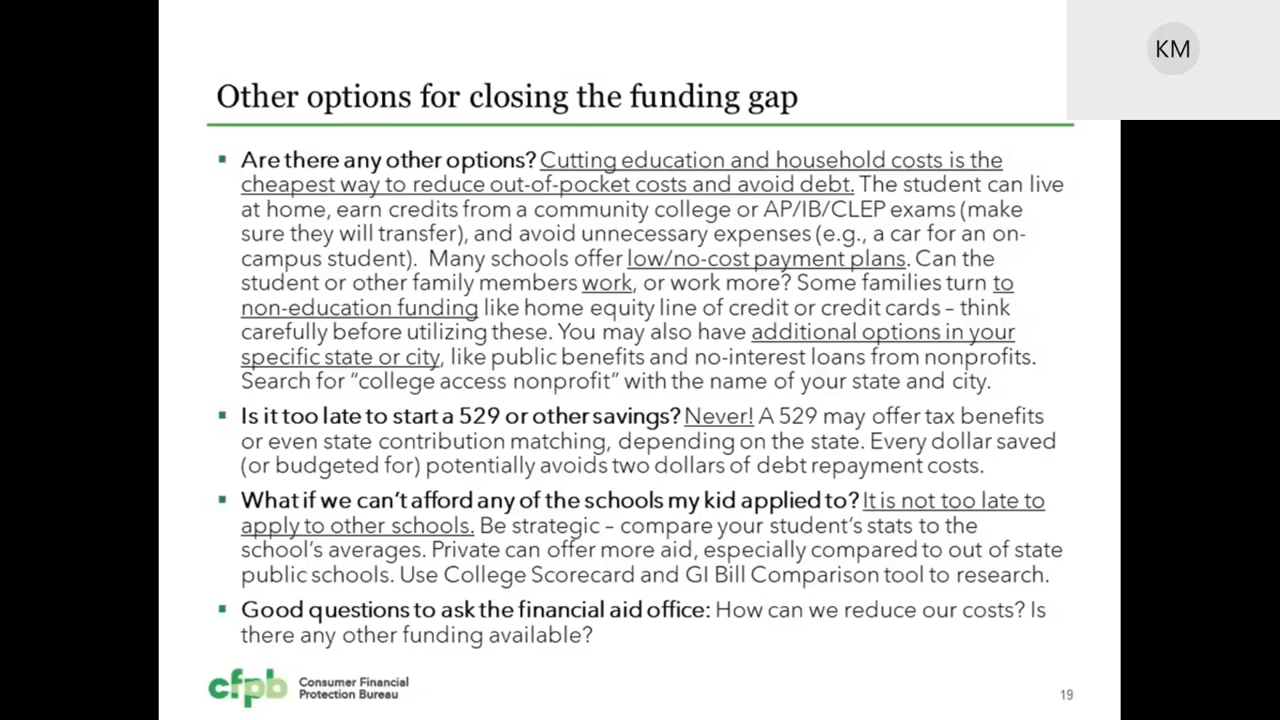 KM
Other options for closing the funding gap
▪ Are there any other options? Cutting education and household costs is the
cheapest way to reduce out-of-pocket costs and avoid debt. The student can live
at home, earn credits from a community college or AP/IB/CLEP exams (make
sure they will transfer), and avoid unnecessary expenses (e.g., a car for an on-
campus student). Many schools offer low/no-cost payment plans. Can the
student or other family members work, or work more? Some families turn to
non-education funding like home equity line of credit or credit cards – think
carefully before utilizing these. You may also have additional options in your
specific state or city, like public benefits and no-interest loans from nonprofits.
Search for “college access nonprofit” with the name of your state and city.
▪ Is it too late to start a 529 or other savings? Never! A 529 may offer tax benefits
or even state contribution matching, depending on the state. Every dollar saved
(or budgeted for) potentially avoids two dollars of debt repayment costs.
▪ What if we can’t afford any of the schools my kid applied to? It is not too late to
apply to other schools. Be strategic – compare your student’s stats to the
school’s averages. Private can offer more aid, especially compared to out of state
public schools. Use College Scorecard and GI Bill Comparison tool to research.
▪ Good questions to ask the financial aid office: How can we reduce our costs? Is
there any other funding available?
cfpb Consumer Financial
Protection Bureau
19